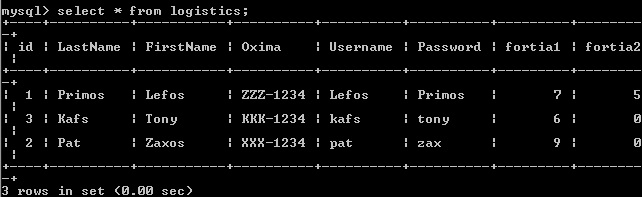 mysql> select * from logistics;
+----+----------+-----------+----------+----------+----------+---------+---------
-+
| id | LastName | FirstName | Oxima    | Username | Password | fortia1 | fortia2
 |
+----+----------+-----------+----------+----------+----------+---------+---------
-+
|  1 | Primos   | Lefos     | ZZZ-1234 | Lefos    | Primos   |       7 |       5
 |
|  3 | Kafs     | Tony      | KKK-1234 | kafs     | tony     |       6 |       0
 |
|  2 | Pat      | Zaxos     | XXX-1234 | pat      | zax      |       9 |       0
 |
+----+----------+-----------+----------+----------+----------+---------+---------
-+
3 rows in set (0.00 sec)